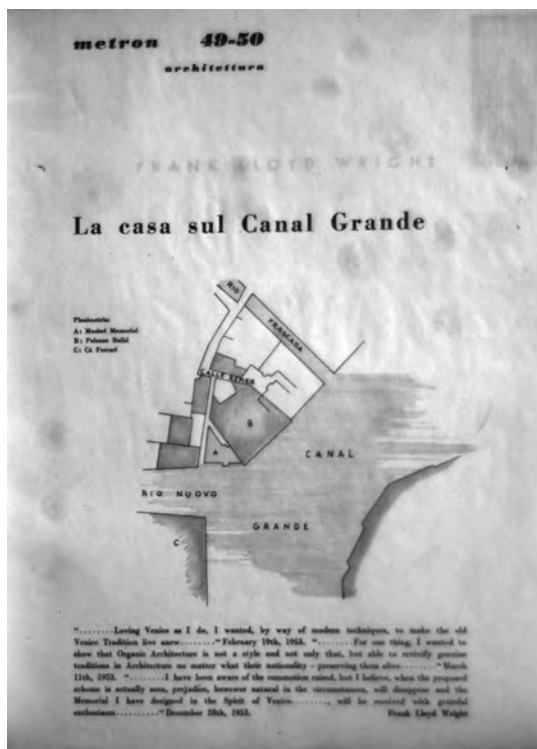 metron 49-50
architettura
FRANK LLOYD WRIGHT
La casa sul Canal Grande
Planimetria:
A: Masieri Memorial
B: Palazzo Balbi
C: Cà Foscari
RIO
FRASCADA
CALLE RENIER
B
A
CANAL
RIO NUOVO
GRANDE
C
"........Loving Venice as I do, I wanted, by way of modern techniques, to make the old
Venice Tradition live anew........" February 19th, 1953. "........For one thing, I wanted to
show that Organic Architecture is not a style and not only that, but able to revivify genuine
traditions in Architecture no matter what their nationality - preserving them alive........" March
11th, 1953. "........I have been aware of the commotion raised, but I believe, when the proposed
scheme is actually seen, prejudice, however natural in the circumstances, will disappear and the
Memorial I have designed in the Spirit of Venice........, will be received with grateful
enthusiasm.........." December 28th, 1953. Frank Lloyd Wright